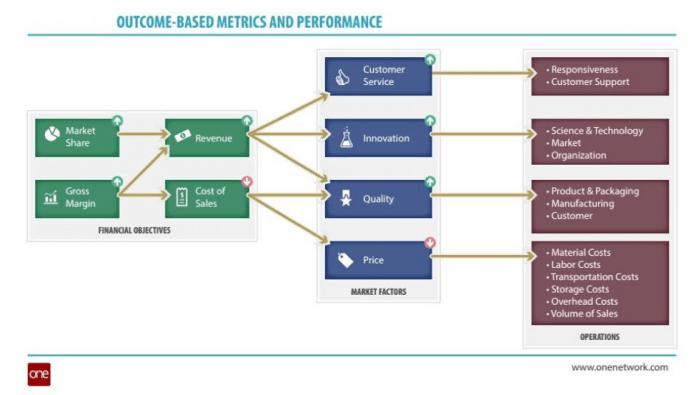 OUTCOME-BASED METRICS AND PERFORMANCE
Market
Share
Revenue
Gross
Margin
Cost of
Sales
FINANCIAL OBJECTIVES
Customer
Service
Innovation
Quality
Price
MARKET FACTORS
• Responsiveness
• Customer Support
• Science & Technology
• Market
• Organization
• Product & Packaging
• Manufacturing
• Customer
• Material Costs
• Labor Costs
• Transportation Costs
• Storage Costs
• Overhead Costs
• Volume of Sales
OPERATIONS
one
www.onenetwork.com